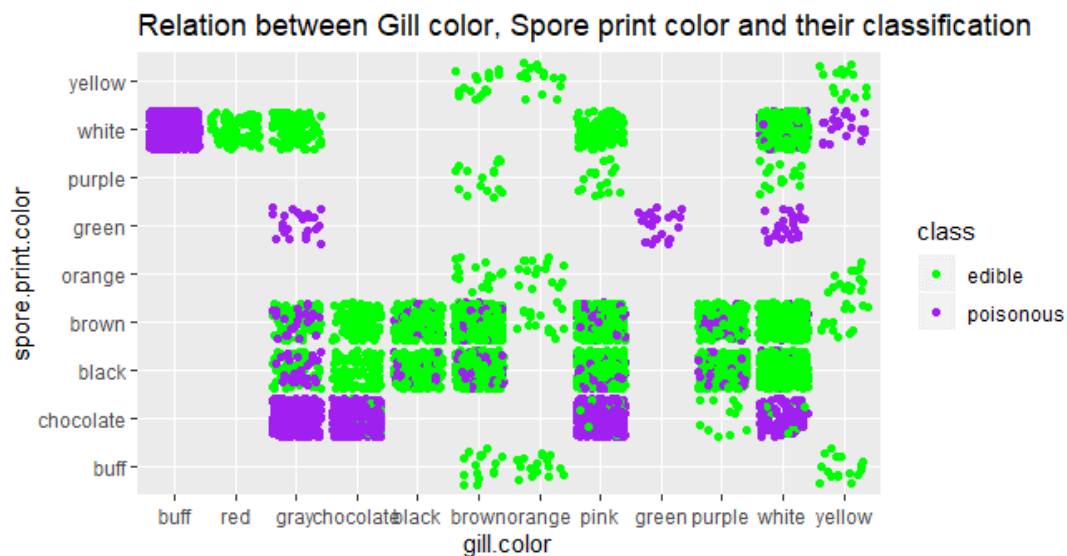 Relation between Gill color, Spore print color and their classification
spore.print.color
yellow
white
purple
green
orange
brown
black
chocolate
buff
buff red gray chocolate black brown orange pink green purple white yellow
gill.color
class
edible
poisonous